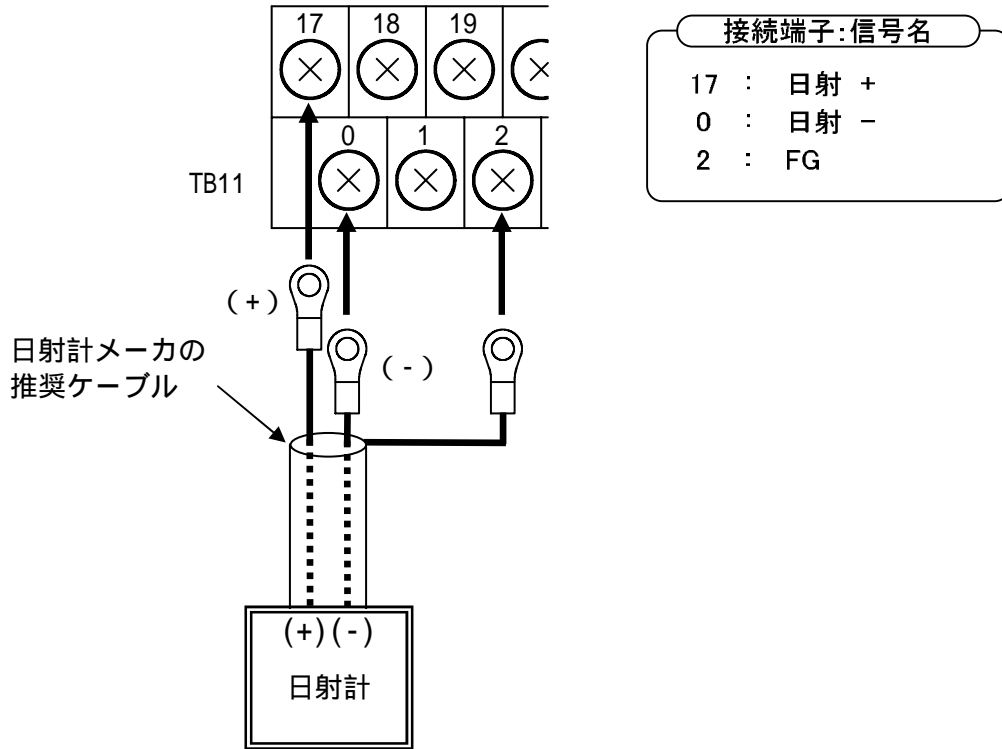 17 18 19
0 1 2
TB11
(+)
(-)
日射計メーカの
推奨ケーブル
(+)(-)
日射計
接続端子:信号名
17 : 日射 +
0 : 日射 -
2 : FG